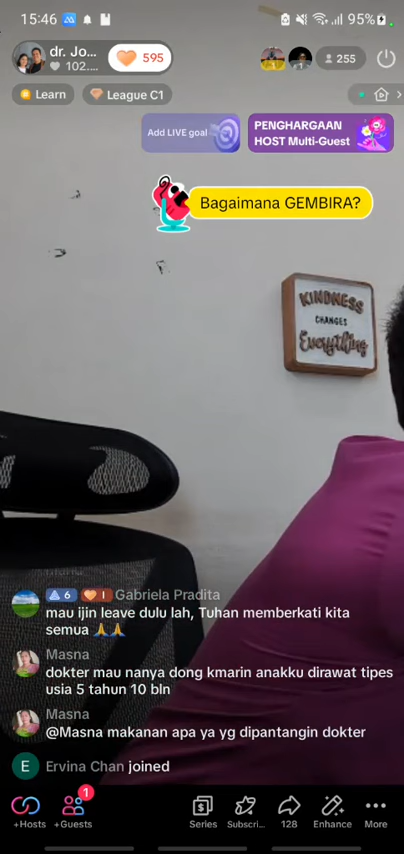 15:46
95%
dr. Jo...
102....
595
1
255
Learn
League C1
Add LIVE goal
PENGHARGAAN
HOST Multi-Guest
Bagaimana GEMBIRA?
KINDNESS
CHANGES
Everything
6 1 Gabriela Pradita
mau ijin leave dulu lah, Tuhan memberkati kita
semua 🙏🙏
Masna
dokter mau nanya dong kmarin anakku dirawat tipes
usia 5 tahun 10 bln
Masna
@Masna makanan apa ya yg dipantangin dokter
E Ervina Chan joined
1
+Hosts +Guests Series Subscri... 128 Enhance More